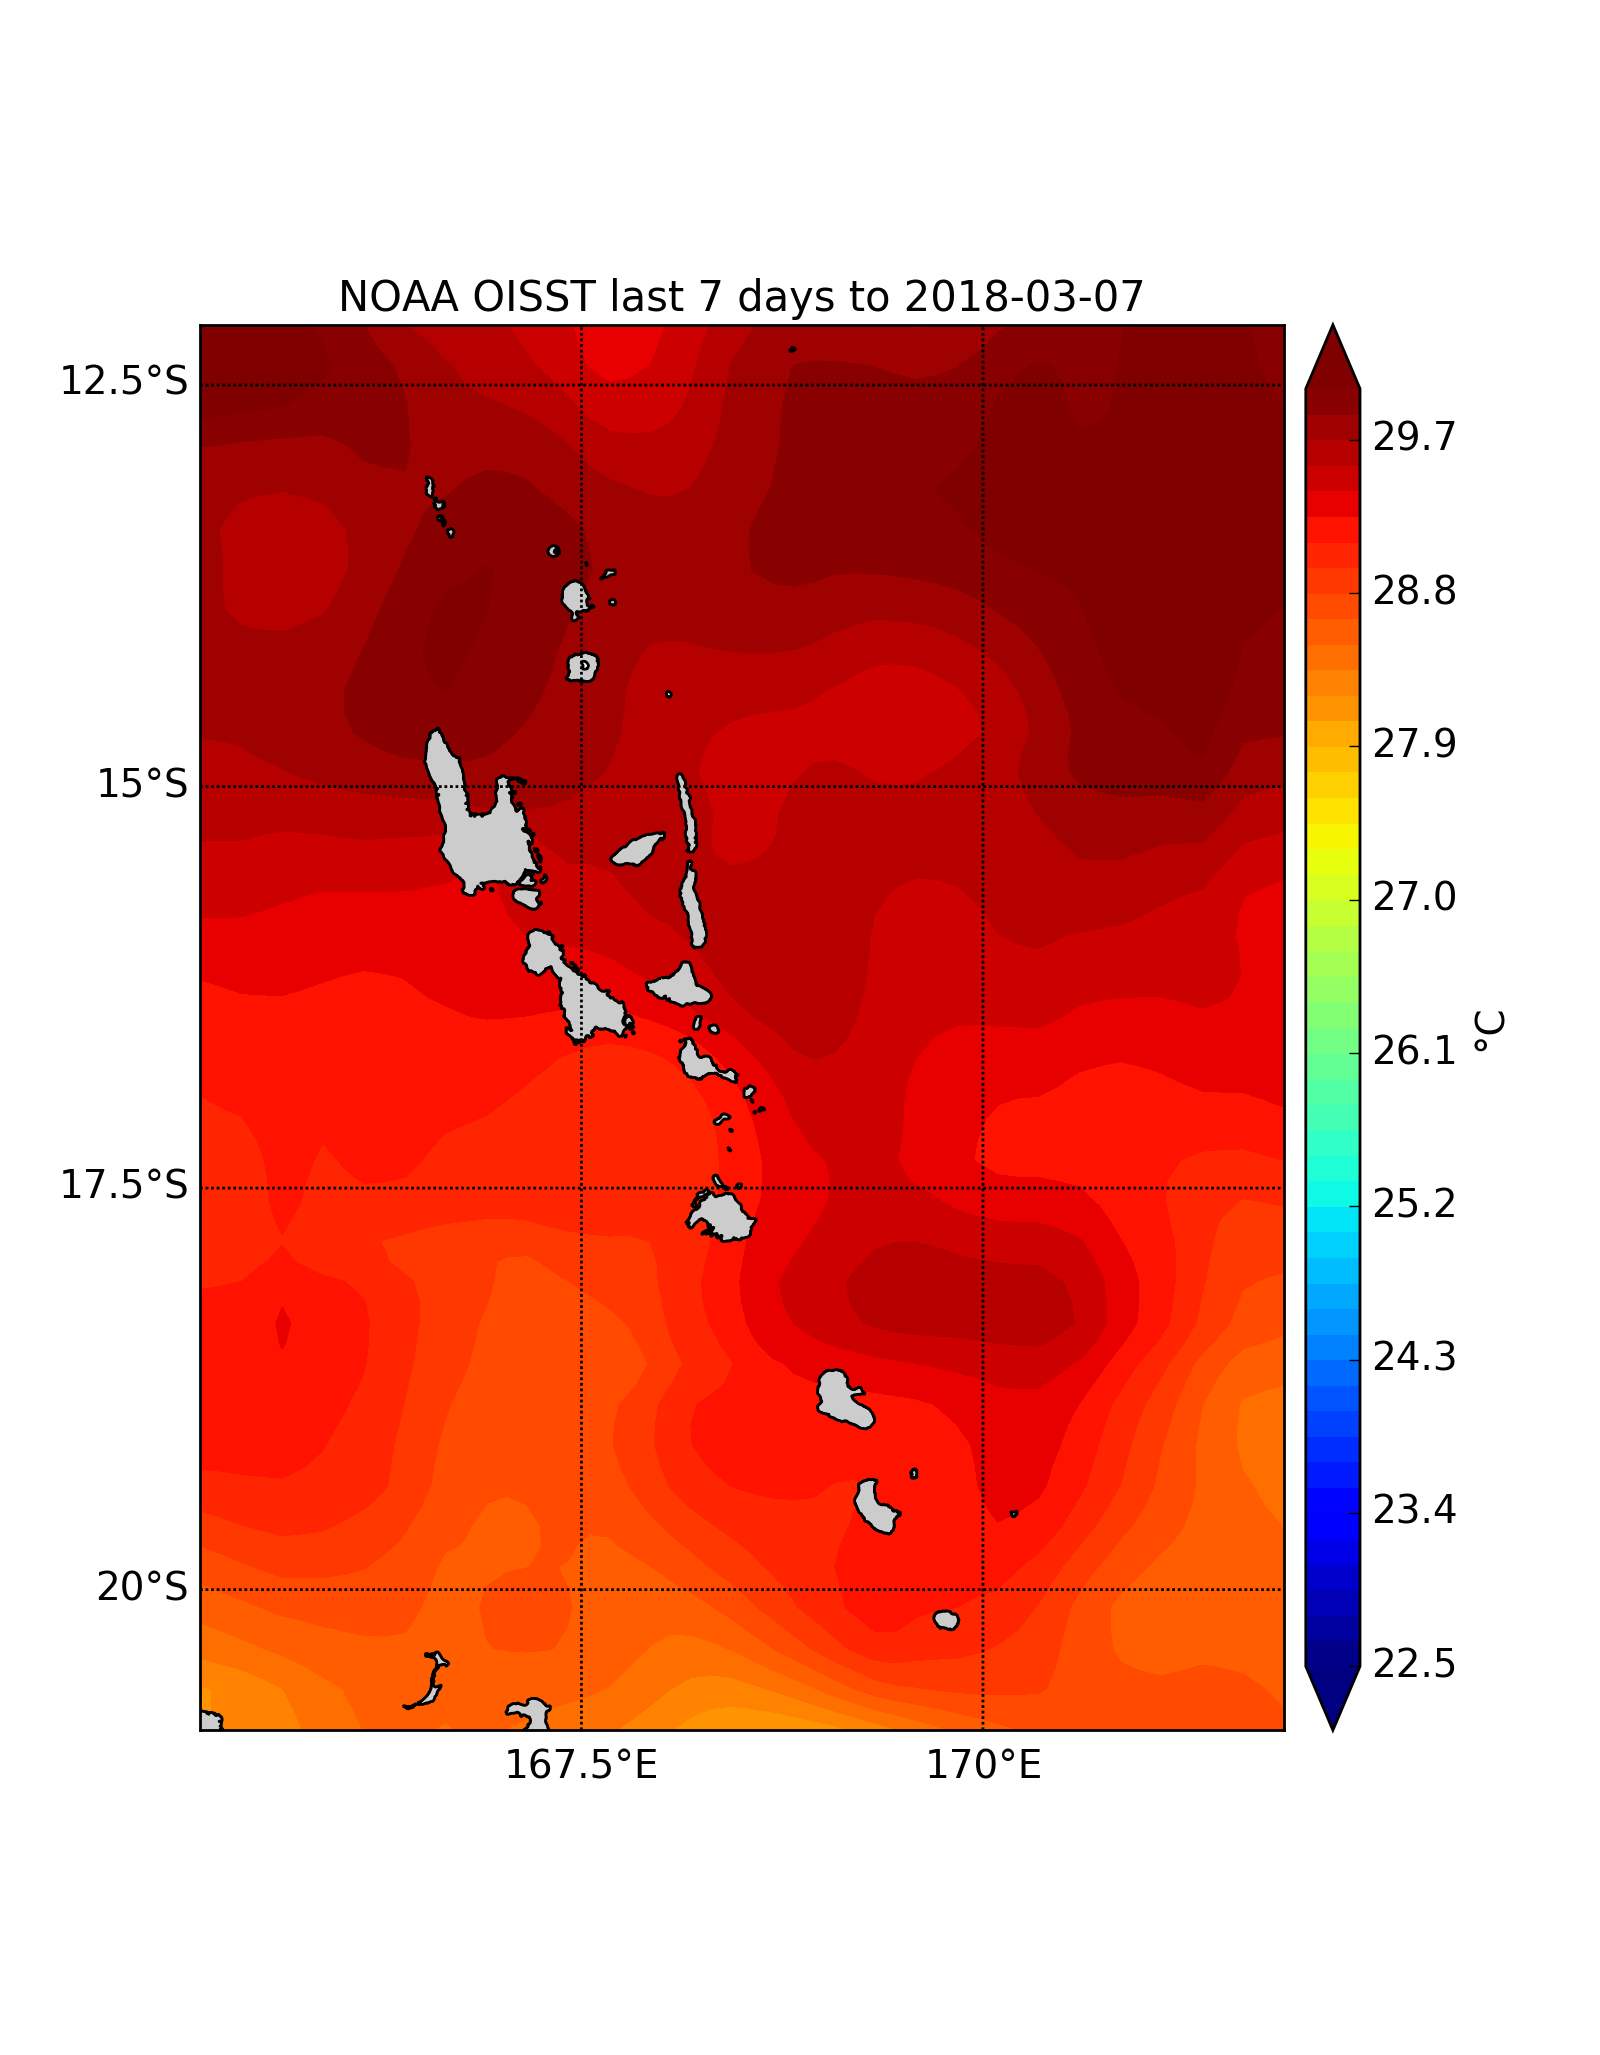 NOAA OISST last 7 days to 2018-03-07
12.5°S
15°S
17.5°S
20°S
167.5°E
170°E
29.7
28.8
27.9
27.0
26.1
25.2
24.3
23.4
22.5
°C